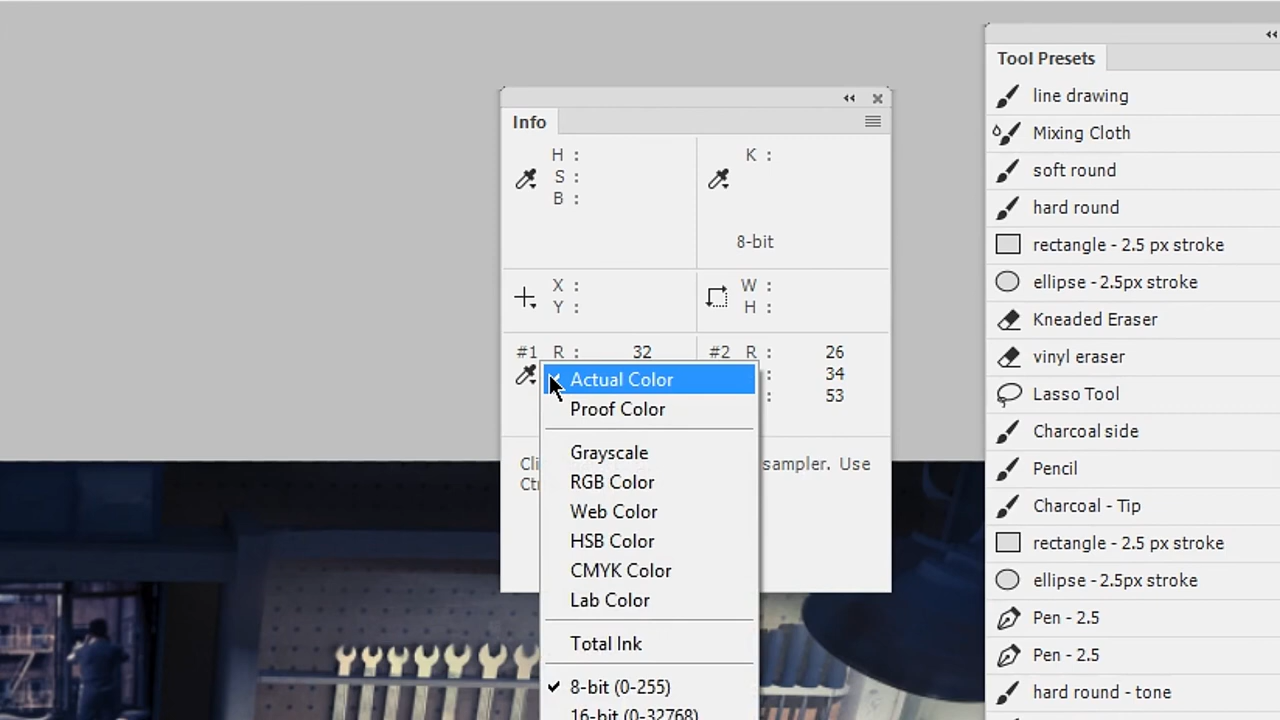 Tool Presets
line drawing
Mixing Cloth
soft round
hard round
rectangle - 2.5 px stroke
ellipse - 2.5px stroke
Kneaded Eraser
vinyl eraser
Lasso Tool
Charcoal side
Pencil
Charcoal - Tip
rectangle - 2.5 px stroke
ellipse - 2.5px stroke
Pen - 2.5
Pen - 2.5
hard round - tone
Info
H :
S :
B :
K :
8-bit
X :
Y :
W :
H :
#1 R : 32
#2 R : 26
: 34
: 53
sampler. Use
Actual Color
Proof Color
Grayscale
RGB Color
Web Color
HSB Color
CMYK Color
Lab Color
Total Ink
8-bit (0-255)
16-bit (0-32768)